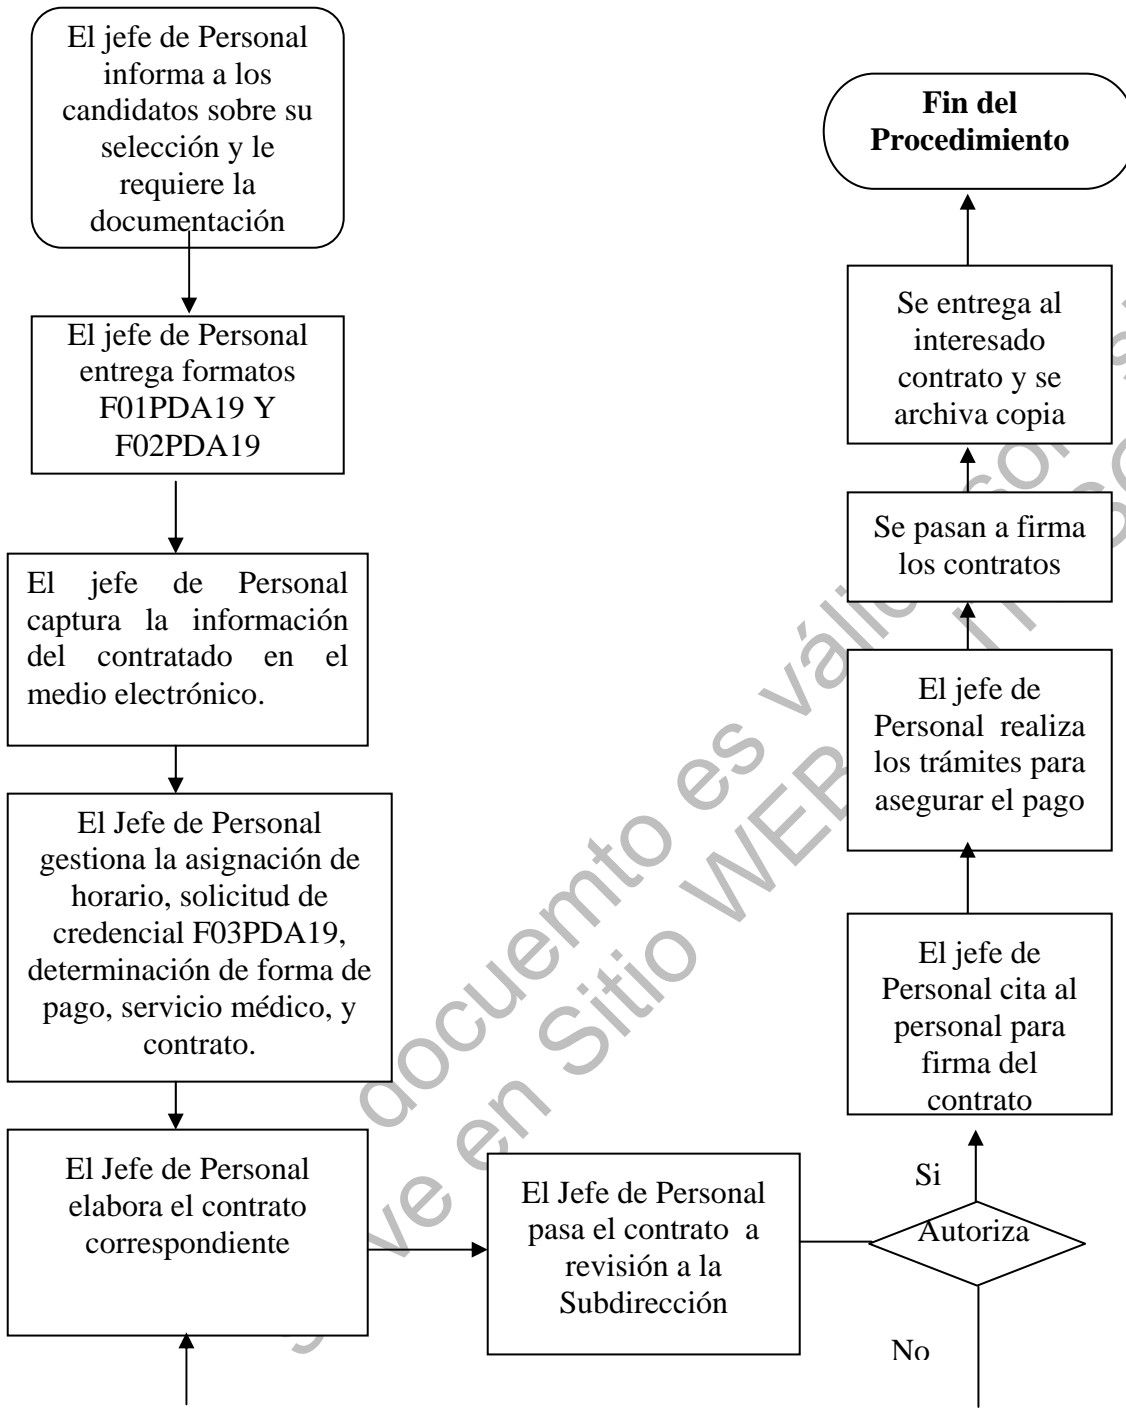 El jefe de Personal
informa a los
candidatos sobre su
selección y le
requiere la
documentación
El jefe de Personal
entrega formatos
F01PDA19 Y
F02PDA19
El jefe de Personal
captura la información
del contratado en el
medio electrónico.
El Jefe de Personal
gestiona la asignación de
horario, solicitud de
credencial F03PDA19,
determinación de forma de
pago, servicio médico, y
contrato.
El Jefe de Personal
elabora el contrato
correspondiente
El Jefe de Personal
pasa el contrato a
revisión a la
Subdirección
Autoriza
Si
No
El jefe de
Personal cita al
personal para
firma del
contrato
El jefe de
Personal realiza
los trámites para
asegurar el pago
Se pasan a firma
los contratos
Se entrega al
interesado
contrato y se
archiva copia
Fin del
Procedimiento
docuemto es
en Sitio WEB